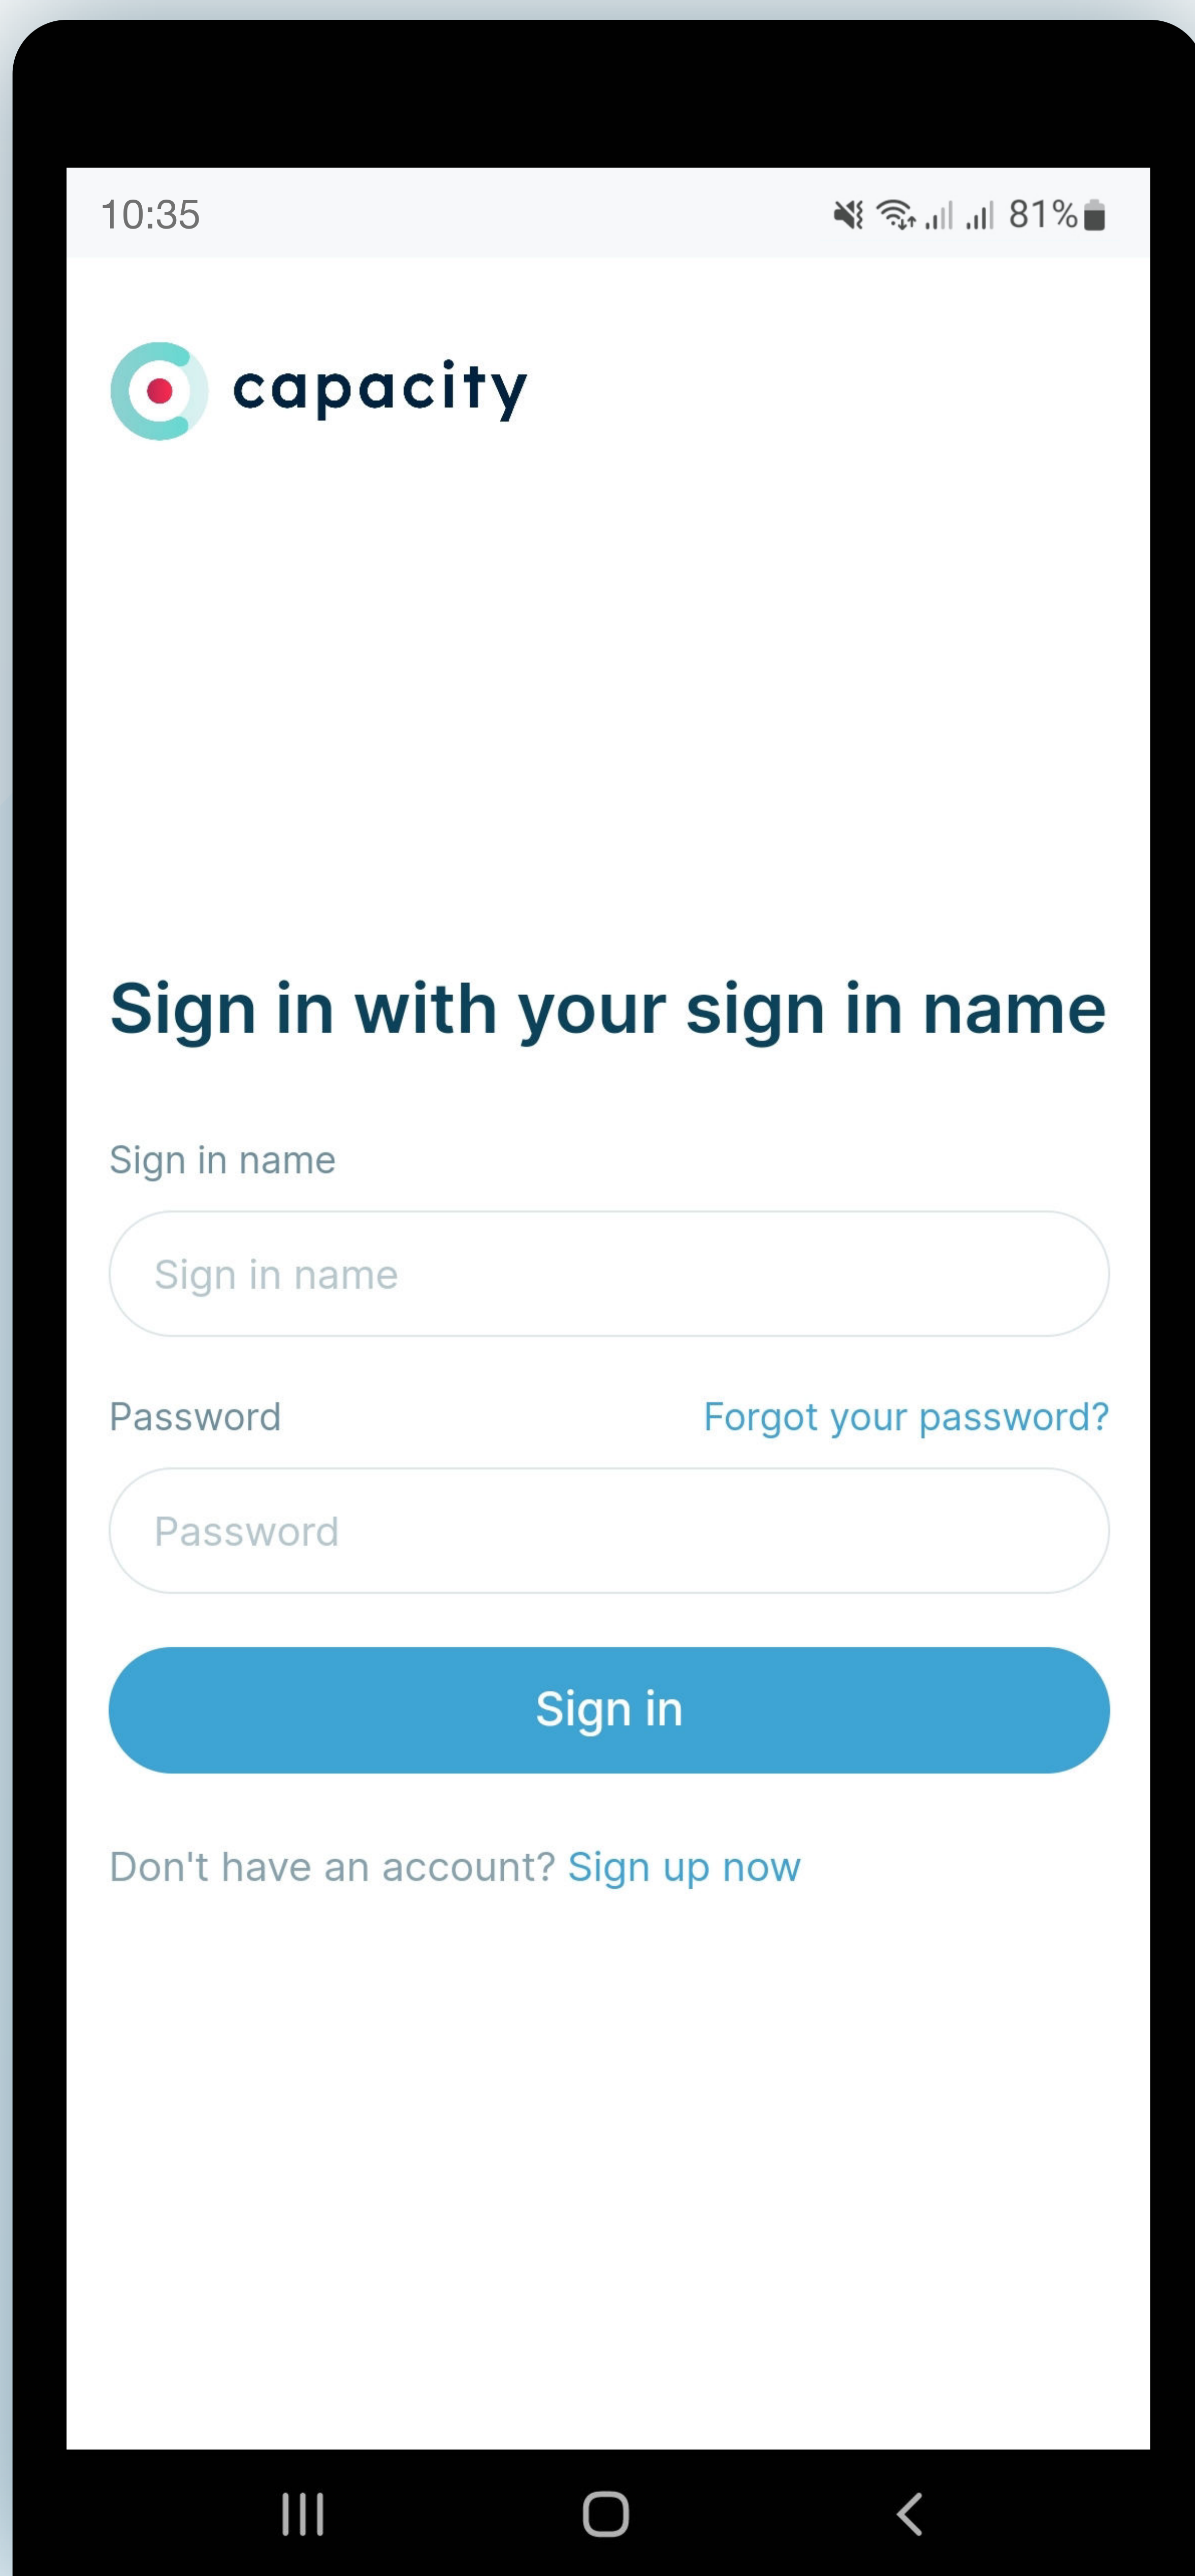 10:35 81%
capacity
Sign in with your sign in name
Sign in name
Sign in name
Password Forgot your password?
Password
Sign in
Don't have an account? Sign up now